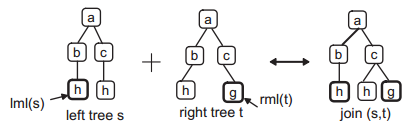 a
a
a
b
c
+
b
c
b
c
h
h
h
g
h
h
g
lml(s)
left tree s
right tree t
rml(t)
join (s,t)